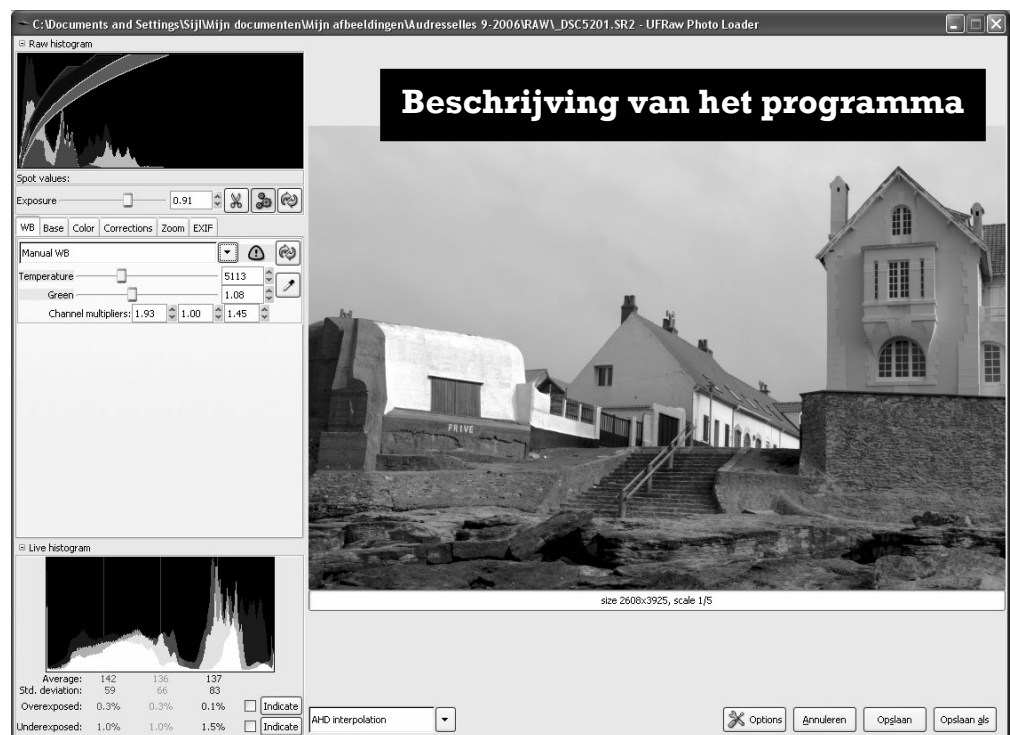 C:\Documents and Settings\Sijl\Mijn documenten\Mijn afbeeldingen\Audresselles 9-2006\RAW\_DSC5201.SR2 - UFRaw Photo Loader
Raw histogram
Beschrijving van het programma
Spot values:
Exposure 0.91
WB Base Color Corrections Zoom EXIF
Manual WB
Temperature 5113
Green 1.08
Channel multipliers: 1.93 1.00 1.45
PRIVE
Live histogram
size 2608x3925, scale 1/5
Average: 142 136 137
Std. deviation: 59 66 83
Overexposed: 0.3% 0.3% 0.1% Indicate
Underexposed: 1.0% 1.0% 1.5% Indicate
AHD interpolation
Options Annuleren Opslaan Opslaan als